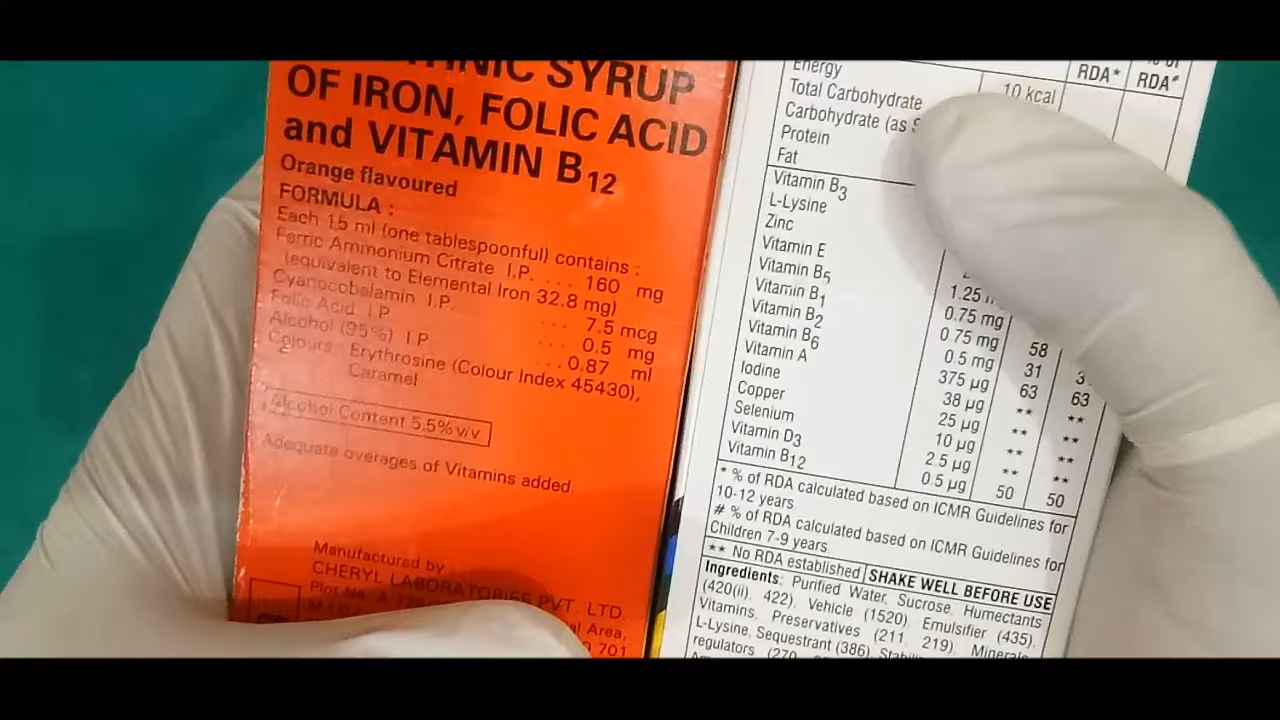 SYRUP
OF IRON, FOLIC ACID
and VITAMIN B12
Orange flavoured
FORMULA :
Each 15 ml (one tablespoonful) contains :
Ferric Ammonium Citrate I.P. ... 160 mg
(equivalent to Elemental Iron 32.8 mg)
Cyanocobalamin I.P. ... 7.5 mcg
Folic Acid I.P. ... 0.5 mg
Alcohol (95%) I.P. ... 0.87 ml
Colours: Erythrosine (Colour Index 45430),
Caramel
Alcohol Content 5.5% v/v
Adequate overages of Vitamins added.
Manufactured by
CHERYL LABORATORIES PVT. LTD.
Plot No.
Area,
701
RDA* RDA#
Energy 10 kcal
Total Carbohydrate
Carbohydrate (as
Protein
Fat
Vitamin B3
L-Lysine
Zinc
Vitamin E
Vitamin B5 1.25
Vitamin B1 0.75 mg 58
Vitamin B2 0.75 mg 31
Vitamin B6 0.5 mg 63 63
Vitamin A 375 µg ** **
Iodine 38 µg ** **
Copper 25 µg ** **
Selenium 10 µg ** **
Vitamin D3 2.5 µg
Vitamin B12 0.5 µg 50 50
* % of RDA calculated based on ICMR Guidelines for
10-12 years
# % of RDA calculated based on ICMR Guidelines for
Children 7-9 years
** No RDA established SHAKE WELL BEFORE USE
Ingredients: Purified Water, Sucrose, Humectants
(420(ii), 422), Vehicle (1520), Emulsifier (435),
Vitamins, Preservatives (211, 219), Minerals,
L-Lysine, Sequestrant (386),
regulators (270,